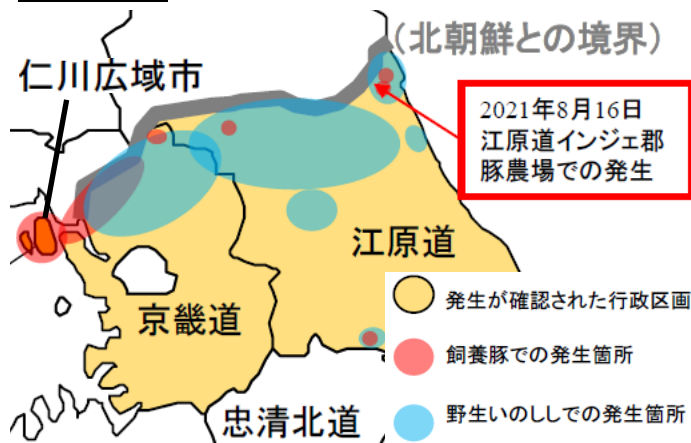 (北朝鮮との境界)
仁川広域市
2021年8月16日
江原道インジェ郡
豚農場での発生
江原道
京畿道
忠清北道
発生が確認された行政区画
飼養豚での発生箇所
野生いのししでの発生箇所